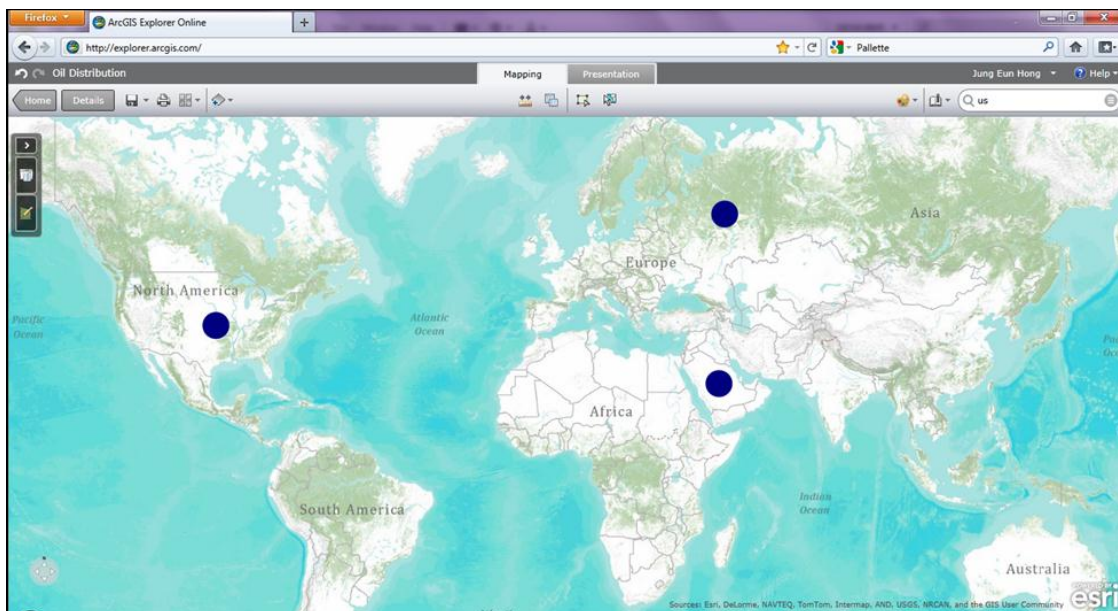 Firefox
ArcGIS Explorer Online
http://explorer.arcgis.com/
Pallette
Oil Distribution
Mapping
Presentation
Jung Eun Hong
Help
Home
Details
us
Asia
Europe
North America
Pacific
Ocean
Atlantic
Ocean
Africa
South America
Indian
Ocean
Australia
POWERED BY
esri
Sources: Esri, DeLorme, NAVTEQ, TomTom, Intermap, AND, USGS, NRCAN, and the GIS User Community